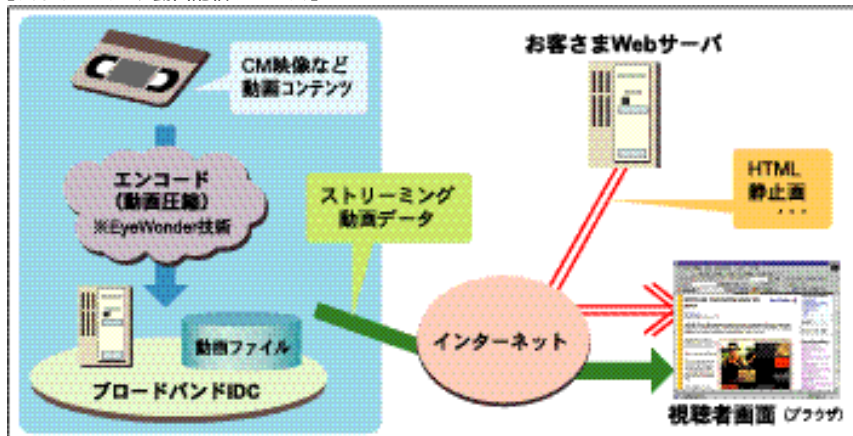 お客さまWebサーバ
CM映像など
動画コンテンツ
エンコード
(動画圧縮)
※EyeWonder技術
ストリーミング
動画データ
HTML
静止画
・・・
インターネット
動画ファイル
ブロードバンドIDC
視聴者画面 (ブラウザ)